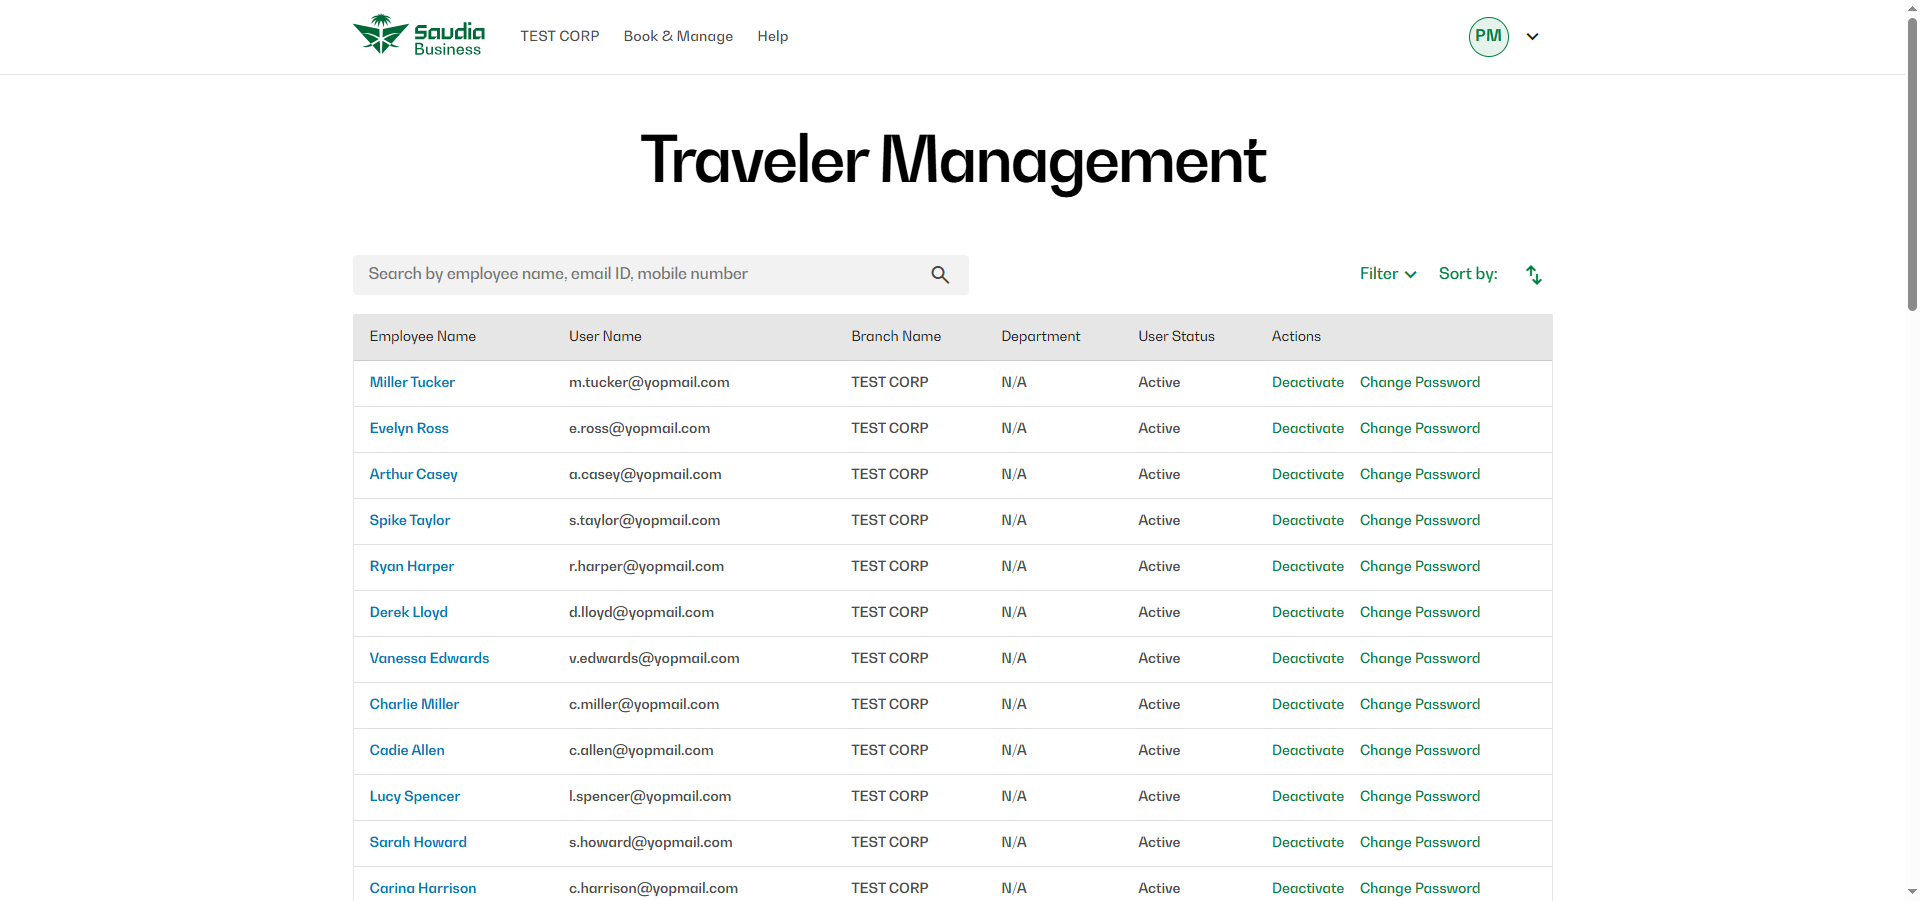 Saudia
Business
TEST CORP Book & Manage Help PM
Traveler Management
Search by employee name, email ID, mobile number Filter Sort by:
Employee Name User Name Branch Name Department User Status Actions
Miller Tucker m.tucker@yopmail.com TEST CORP N/A Active Deactivate Change Password
Evelyn Ross e.ross@yopmail.com TEST CORP N/A Active Deactivate Change Password
Arthur Casey a.casey@yopmail.com TEST CORP N/A Active Deactivate Change Password
Spike Taylor s.taylor@yopmail.com TEST CORP N/A Active Deactivate Change Password
Ryan Harper r.harper@yopmail.com TEST CORP N/A Active Deactivate Change Password
Derek Lloyd d.lloyd@yopmail.com TEST CORP N/A Active Deactivate Change Password
Vanessa Edwards v.edwards@yopmail.com TEST CORP N/A Active Deactivate Change Password
Charlie Miller c.miller@yopmail.com TEST CORP N/A Active Deactivate Change Password
Cadie Allen c.allen@yopmail.com TEST CORP N/A Active Deactivate Change Password
Lucy Spencer l.spencer@yopmail.com TEST CORP N/A Active Deactivate Change Password
Sarah Howard s.howard@yopmail.com TEST CORP N/A Active Deactivate Change Password
Carina Harrison c.harrison@yopmail.com TEST CORP N/A Active Deactivate Change Password